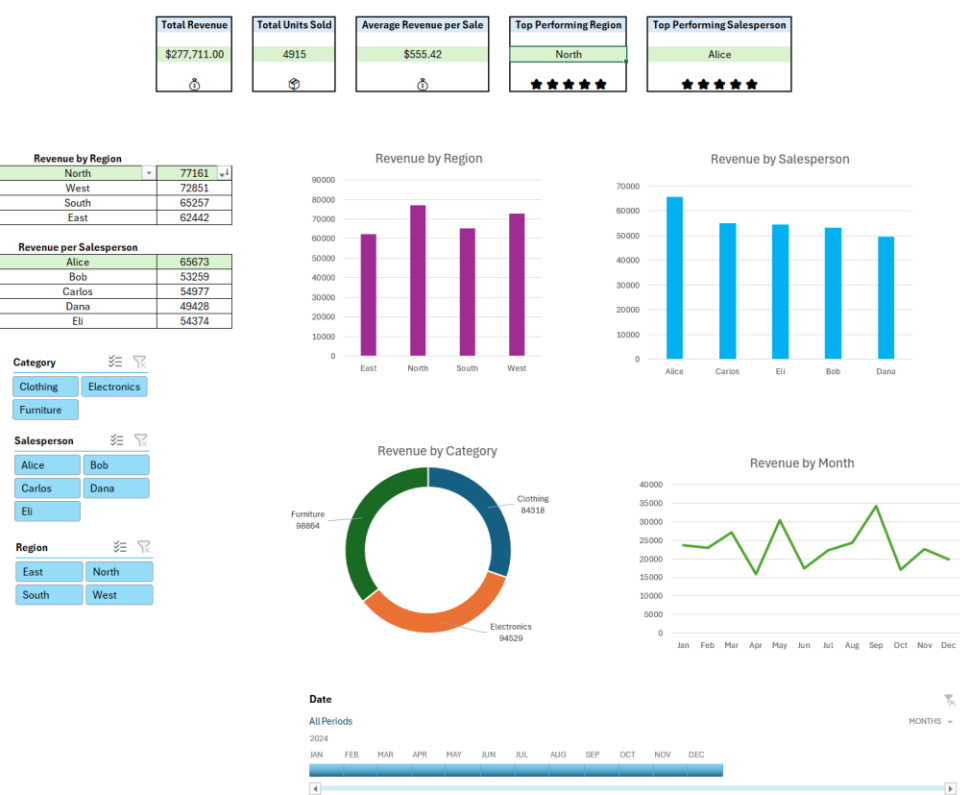 Total Revenue
$277,711.00
Total Units Sold
4915
Average Revenue per Sale
$555.42
Top Performing Region
North
Top Performing Salesperson
Alice
Revenue by Region
North 77161
West 72851
South 65257
East 62442
Revenue per Salesperson
Alice 65673
Bob 53259
Carlos 54977
Dana 49428
Eli 54374
Category
Clothing Electronics
Furniture
Salesperson
Alice Bob
Carlos Dana
Eli
Region
East North
South West
Revenue by Region
90000
80000
70000
60000
50000
40000
30000
20000
10000
0
East North South West
Revenue by Salesperson
70000
60000
50000
40000
30000
20000
10000
0
Alice Carlos Eli Bob Dana
Revenue by Category
Clothing
84318
Furniture
98864
Electronics
94529
Revenue by Month
40000
35000
30000
25000
20000
15000
10000
5000
0
Jan Feb Mar Apr May Jun Jul Aug Sep Oct Nov Dec
Date
All Periods MONTHS
2024
JAN FEB MAR APR MAY JUN JUL AUG SEP OCT NOV DEC